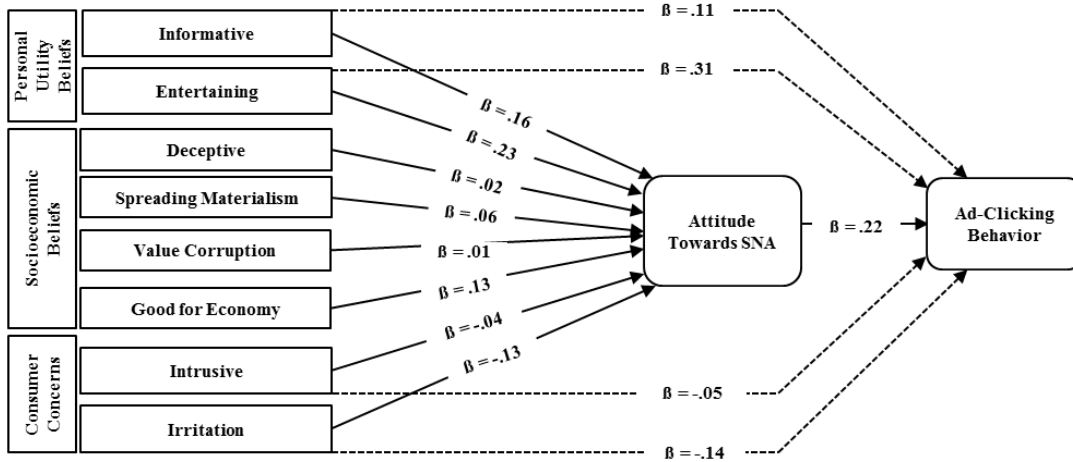 Personal
Utility
Beliefs
Informative
Entertaining
Socioeconomic
Beliefs
Deceptive
Spreading Materialism
Value Corruption
Good for Economy
Consumer
Concerns
Intrusive
Irritation
ß = .16
ß = .23
ß = .02
ß = .06
ß = .01
ß = .13
ß = -.04
ß = -.13
Attitude
Towards SNA
ß = .11
ß = .31
ß = .22
ß = -.05
ß = -.14
Ad-Clicking
Behavior